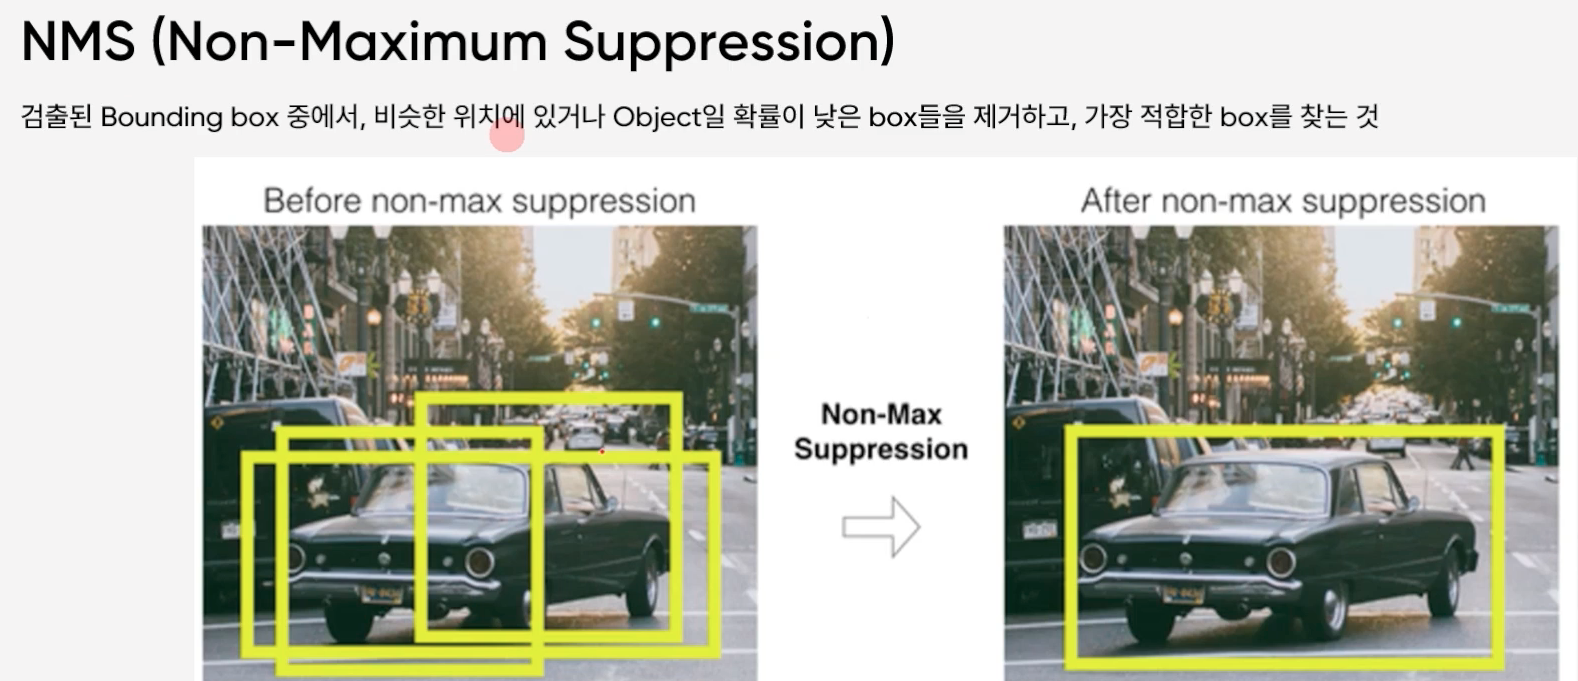 NMS (Non-Maximum Suppression)
검출된 Bounding box 중에서, 비슷한 위치에 있거나 Object일 확률이 낮은 box들을 제거하고, 가장 적합한 box를 찾는 것
Before non-max suppression
After non-max suppression
Non-Max
Suppression